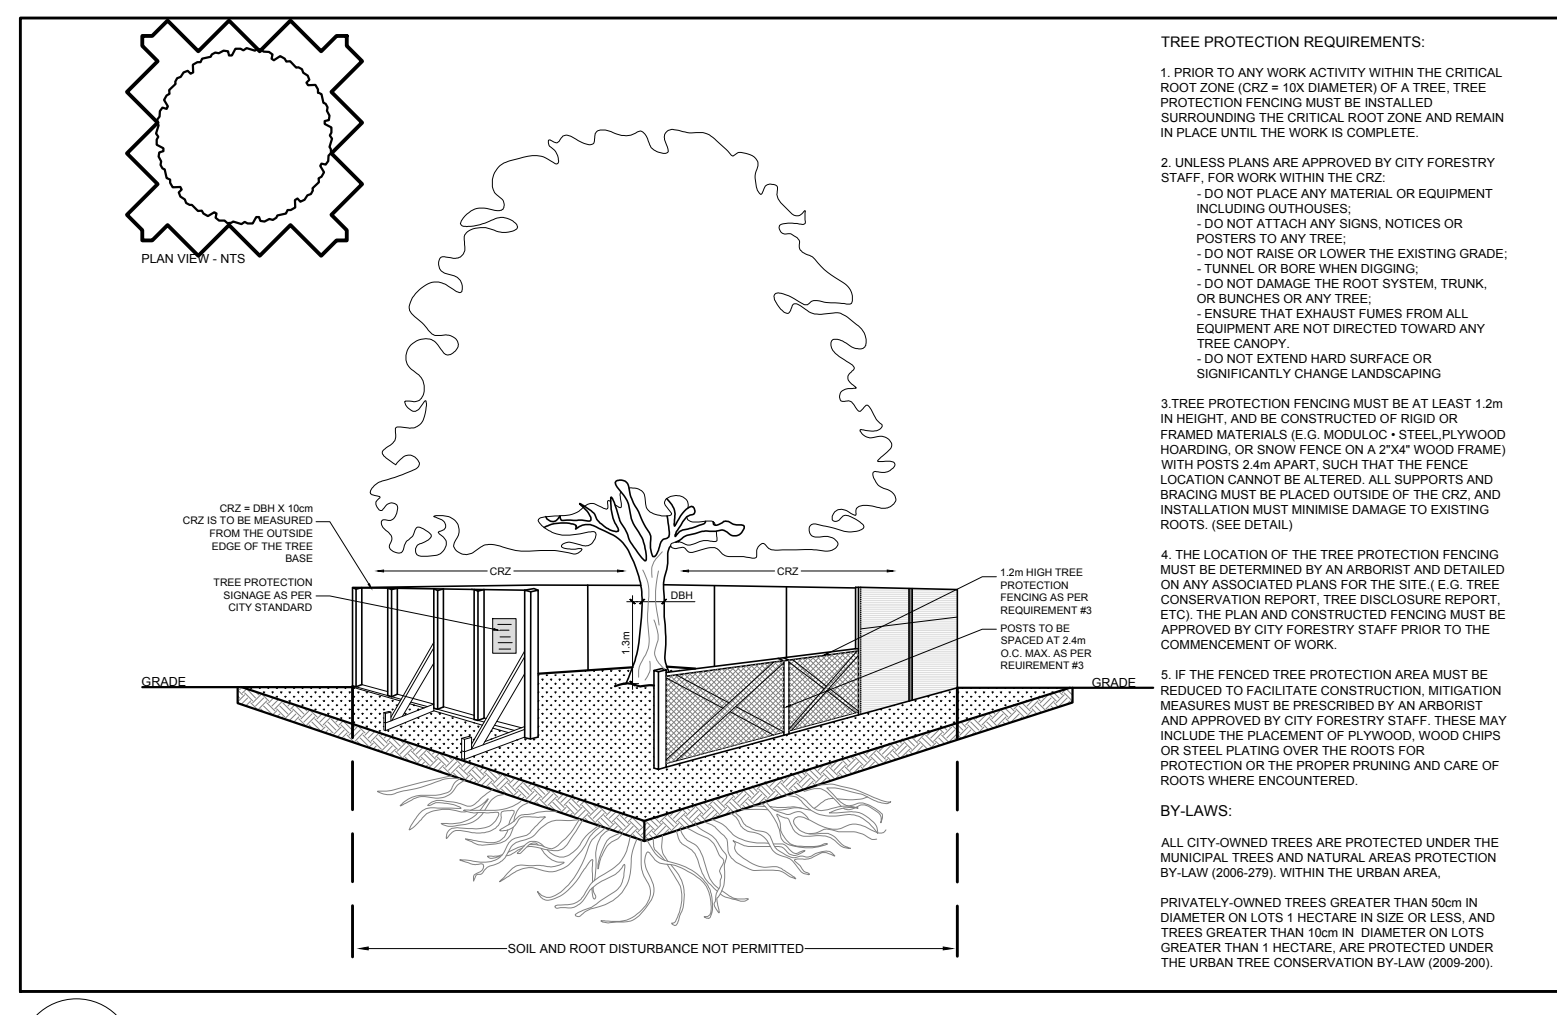 PLAN VIEW - NTS
CRZ = DBH X 10cm
CRZ IS TO BE MEASURED
FROM THE OUTSIDE
EDGE OF THE TREE
BASE
TREE PROTECTION
SIGNAGE AS PER
CITY STANDARD
CRZ
CRZ
DBH
1.3m
1.2m HIGH TREE
PROTECTION
FENCING AS PER
REQUIREMENT #3
POSTS TO BE
SPACED AT 2.4m
O.C. MAX. AS PER
REUIREMENT #3
GRADE
GRADE
SOIL AND ROOT DISTURBANCE NOT PERMITTED
TREE PROTECTION REQUIREMENTS:
1. PRIOR TO ANY WORK ACTIVITY WITHIN THE CRITICAL
ROOT ZONE (CRZ = 10X DIAMETER) OF A TREE, TREE
PROTECTION FENCING MUST BE INSTALLED
SURROUNDING THE CRITICAL ROOT ZONE AND REMAIN
IN PLACE UNTIL THE WORK IS COMPLETE.
2. UNLESS PLANS ARE APPROVED BY CITY FORESTRY
STAFF, FOR WORK WITHIN THE CRZ:
- DO NOT PLACE ANY MATERIAL OR EQUIPMENT
INCLUDING OUTHOUSES;
- DO NOT ATTACH ANY SIGNS, NOTICES OR
POSTERS TO ANY TREE;
- DO NOT RAISE OR LOWER THE EXISTING GRADE;
- TUNNEL OR BORE WHEN DIGGING;
- DO NOT DAMAGE THE ROOT SYSTEM, TRUNK,
OR BUNCHES OR ANY TREE;
- ENSURE THAT EXHAUST FUMES FROM ALL
EQUIPMENT ARE NOT DIRECTED TOWARD ANY
TREE CANOPY.
- DO NOT EXTEND HARD SURFACE OR
SIGNIFICANTLY CHANGE LANDSCAPING
3.TREE PROTECTION FENCING MUST BE AT LEAST 1.2m
IN HEIGHT, AND BE CONSTRUCTED OF RIGID OR
FRAMED MATERIALS (E.G. MODULOC • STEEL,PLYWOOD
HOARDING, OR SNOW FENCE ON A 2"X4" WOOD FRAME)
WITH POSTS 2.4m APART, SUCH THAT THE FENCE
LOCATION CANNOT BE ALTERED. ALL SUPPORTS AND
BRACING MUST BE PLACED OUTSIDE OF THE CRZ, AND
INSTALLATION MUST MINIMISE DAMAGE TO EXISTING
ROOTS. (SEE DETAIL)
4. THE LOCATION OF THE TREE PROTECTION FENCING
MUST BE DETERMINED BY AN ARBORIST AND DETAILED
ON ANY ASSOCIATED PLANS FOR THE SITE.( E.G. TREE
CONSERVATION REPORT, TREE DISCLOSURE REPORT,
ETC). THE PLAN AND CONSTRUCTED FENCING MUST BE
APPROVED BY CITY FORESTRY STAFF PRIOR TO THE
COMMENCEMENT OF WORK.
5. IF THE FENCED TREE PROTECTION AREA MUST BE
REDUCED TO FACILITATE CONSTRUCTION, MITIGATION
MEASURES MUST BE PRESCRIBED BY AN ARBORIST
AND APPROVED BY CITY FORESTRY STAFF. THESE MAY
INCLUDE THE PLACEMENT OF PLYWOOD, WOOD CHIPS
OR STEEL PLATING OVER THE ROOTS FOR
PROTECTION OR THE PROPER PRUNING AND CARE OF
ROOTS WHERE ENCOUNTERED.
BY-LAWS:
ALL CITY-OWNED TREES ARE PROTECTED UNDER THE
MUNICIPAL TREES AND NATURAL AREAS PROTECTION
BY-LAW (2006-279). WITHIN THE URBAN AREA,
PRIVATELY-OWNED TREES GREATER THAN 50cm IN
DIAMETER ON LOTS 1 HECTARE IN SIZE OR LESS, AND
TREES GREATER THAN 10cm IN DIAMETER ON LOTS
GREATER THAN 1 HECTARE, ARE PROTECTED UNDER
THE URBAN TREE CONSERVATION BY-LAW (2009-200).